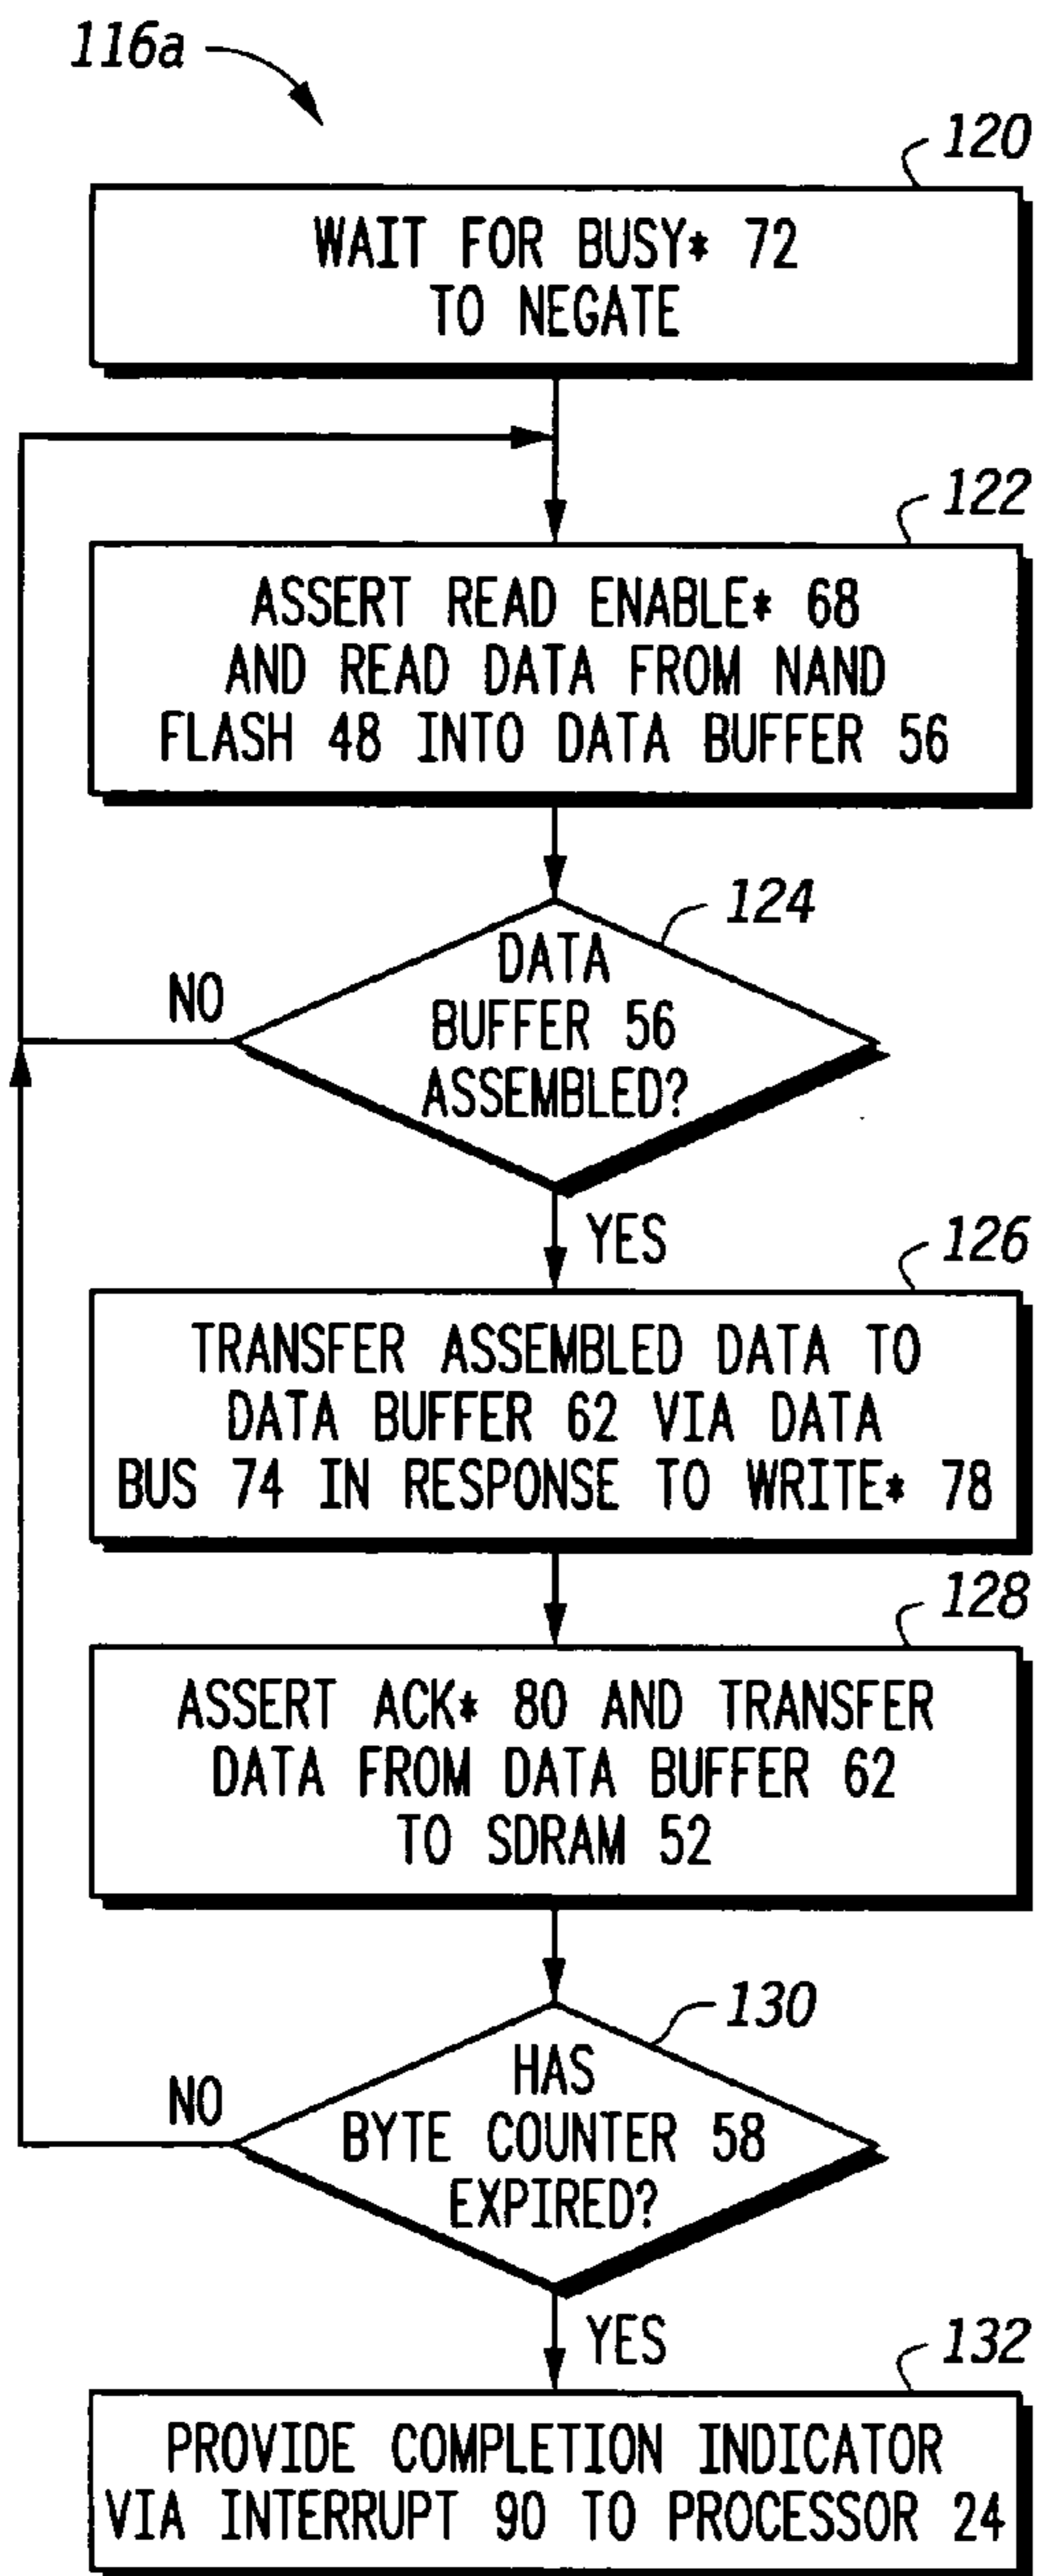 116a
120
WAIT FOR BUSY* 72
TO NEGATE
122
ASSERT READ ENABLE* 68
AND READ DATA FROM NAND
FLASH 48 INTO DATA BUFFER 56
124
DATA
BUFFER 56
ASSEMBLED?
NO
YES
126
TRANSFER ASSEMBLED DATA TO
DATA BUFFER 62 VIA DATA
BUS 74 IN RESPONSE TO WRITE* 78
128
ASSERT ACK* 80 AND TRANSFER
DATA FROM DATA BUFFER 62
TO SDRAM 52
130
HAS
BYTE COUNTER 58
EXPIRED?
NO
YES
132
PROVIDE COMPLETION INDICATOR
VIA INTERRUPT 90 TO PROCESSOR 24